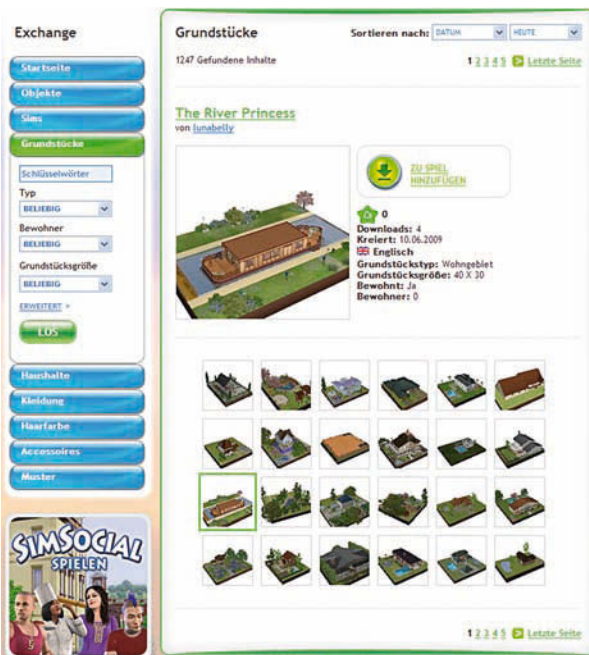 Exchange
Startseite
Objekte
Sims
Grundstücke
Schlüsselwörter
Typ
BELIEBIG
Bewohner
BELIEBIG
Grundstücksgröße
BELIEBIG
ERWEITERT »
LOS
Haushalte
Kleidung
Haarfarbe
Accessoires
Muster
SIMSOCIAL
SPIELEN
Grundstücke
Sortieren nach: DATUM HEUTE
1247 Gefundene Inhalte
1 2 3 4 5 Letzte Seite
The River Princess
von lunabelly
ZU SPIEL
HINZUFÜGEN
0
Downloads: 4
Kreiert: 10.06.2009
Englisch
Grundstückstyp: Wohngebiet
Grundstücksgröße: 40 X 30
Bewohnt: Ja
Bewohner: 0
1 2 3 4 5 Letzte Seite